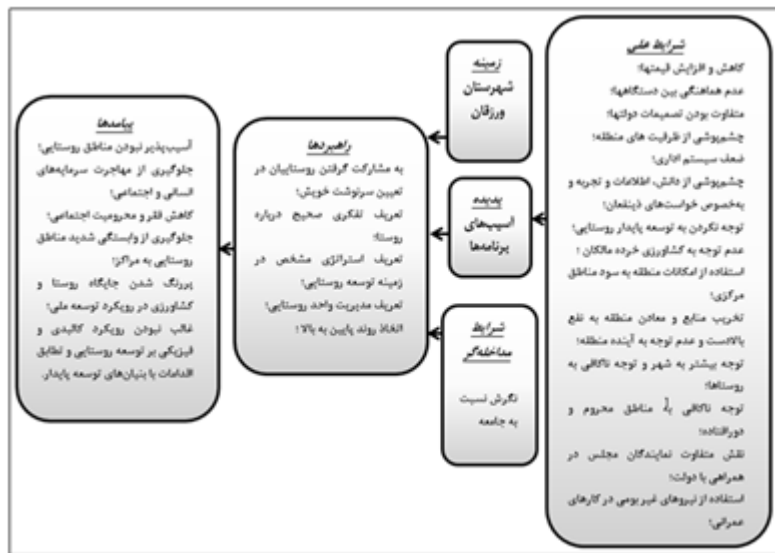 شرایط علی
کاهش و افزایش قیمتها؛
عدم هماهنگی بین دستگاهها؛
متفاوت بودن تصمیمات دولتها؛
چشم‌پوشی از ظرفیت های منطقه؛
ضعف سیستم اداری؛
چشم‌پوشی از دانش، اطلاعات و تجربه و
به‌خصوص خواست‌های ذینفعان؛
توجه نکردن به توسعه پایدار روستایی؛
عدم توجه به کشاورزی خرده مالکان ؛
استفاده از امکانات منطقه به سود مناطق
مرکزی؛
تخریب منابع و معادن منطقه به نفع
بالادست و عدم توجه به آینده منطقه؛
توجه بیشتر به شهر و توجه ناکافی به
روستاها؛
توجه ناکافی با مناطق محروم و
دورافتاده؛
نقش متفاوت نمایندگان مجلس در
همراهی با دولت؛
استفاده از نیروهای غیر بومی در کارهای
عمرانی؛
زمینه
شهرستان
ورزقان
پدیده
آسیب‌های
برنامه‌ها
شرایط
مداخله‌گر
نگرش نسبت
به جامعه
راهبردها
به مشارکت گرفتن روستاییان در
تعیین سرنوشت خویش؛
تعریف تفکری صحیح درباره
روستا؛
تعریف استراتژی مشخص در
زمینه توسعه روستایی؛
تعریف مدیریت واحد روستایی؛
اتخاذ روند پایین به بالا ؛
پیامدها
آسیب‌پذیر نبودن مناطق روستایی؛
جلوگیری از مهاجرت سرمایه‌های
انسانی و اجتماعی؛
کاهش فقر و محرومیت اجتماعی؛
جلوگیری از وابستگی شدید مناطق
روستایی به مراکز؛
پررنگ شدن جایگاه روستا و
کشاورزی در رویکرد توسعه ملی؛
غالب نبودن رویکرد کالبدی و
فیزیکی بر توسعه روستایی و تطابق
اقدامات با بنیان‌های توسعه پایدار.